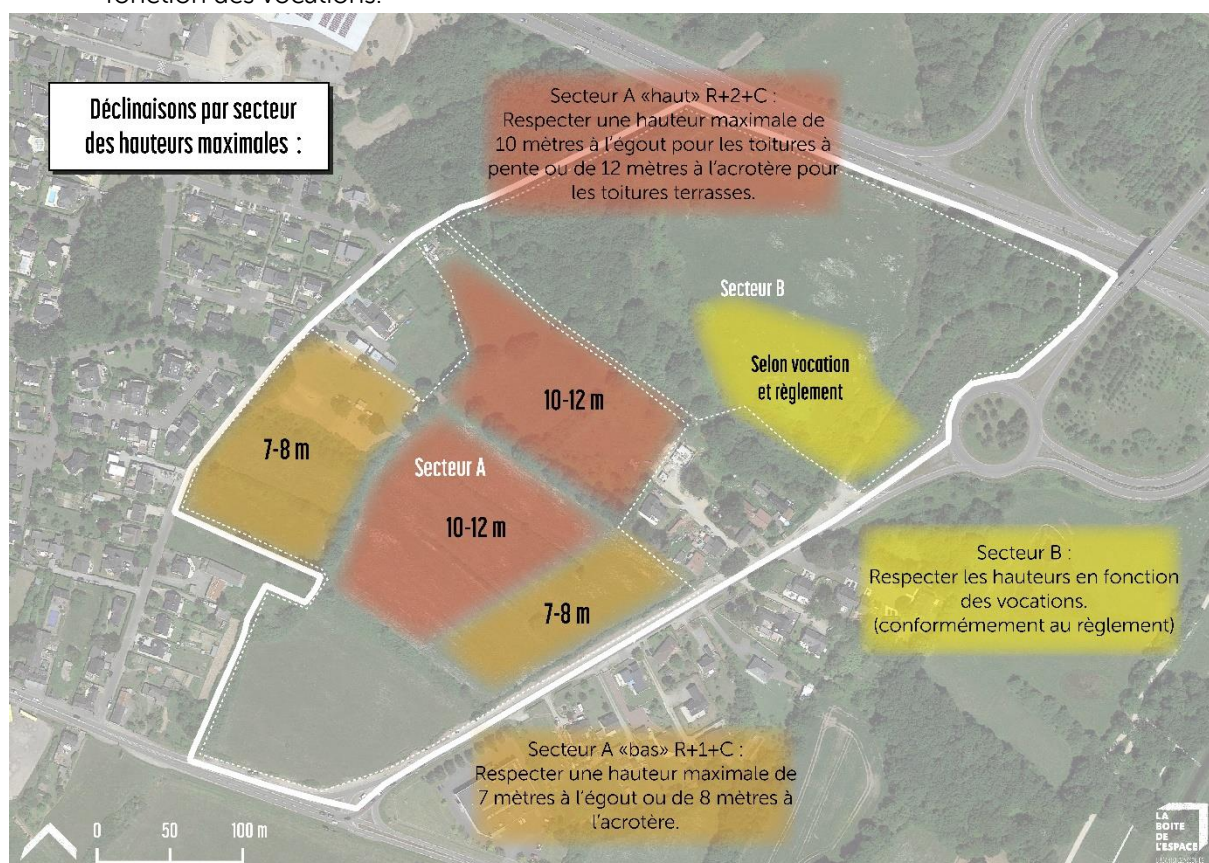 fonction des vocations.
Déclinaisons par secteur
des hauteurs maximales :
Secteur A «haut» R+2+C :
Respecter une hauteur maximale de
10 mètres à l'égout pour les toitures à
pente ou de 12 mètres à l'acrotère pour
les toitures terrasses.
Secteur B
Selon vocation
et règlement
10-12 m
7-8 m
Secteur A
10-12 m
7-8 m
Secteur B :
Respecter les hauteurs en fonction
des vocations.
(conformémement au règlement)
Secteur A «bas» R+1+C :
Respecter une hauteur maximale de
7 mètres à l'égout ou de 8 mètres à
l'acrotère.
0 50 100 m
LA
BOITE
DE
L'ESPACE